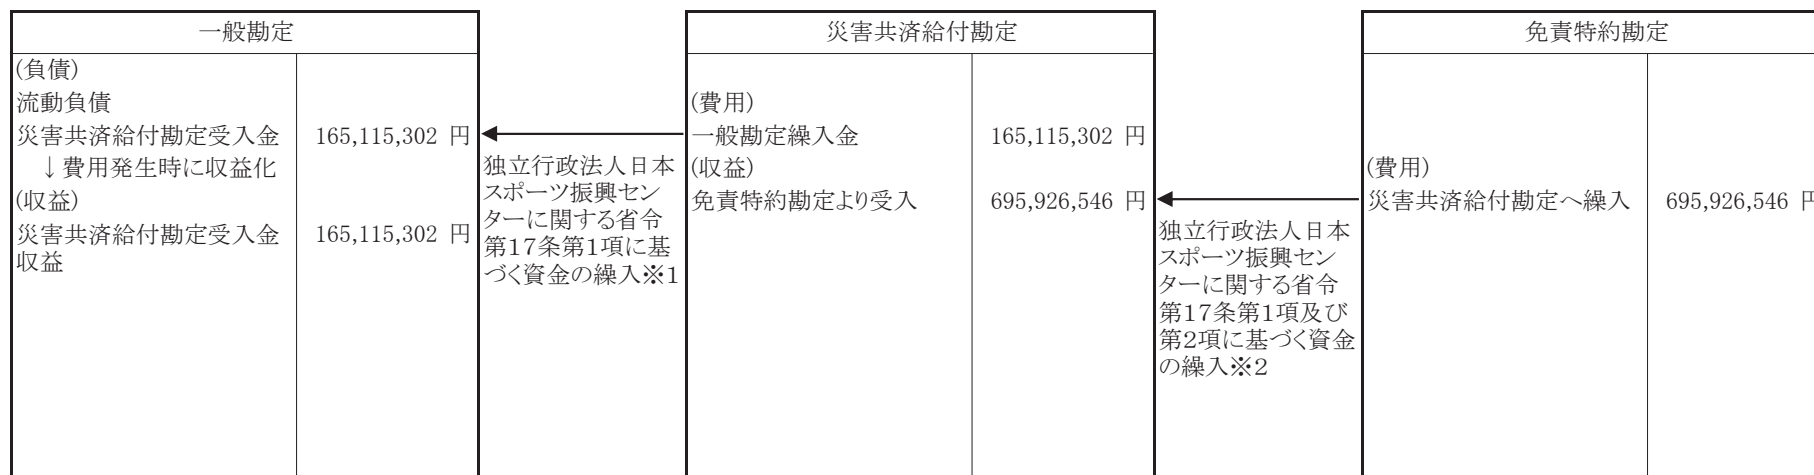 一般勘定
(負債)
流動負債
災害共済給付勘定受入金 165,115,302 円
↓費用発生時に収益化
(収益)
災害共済給付勘定受入金 165,115,302 円
収益
独立行政法人日本
スポーツ振興セン
ターに関する省令
第17条第1項に基
づく資金の繰入※1
災害共済給付勘定
(費用)
一般勘定繰入金 165,115,302 円
(収益)
免責特約勘定より受入 695,926,546 円
独立行政法人日本
スポーツ振興セン
ターに関する省令
第17条第1項及び
第2項に基づく資金
の繰入※2
免責特約勘定
(費用)
災害共済給付勘定へ繰入 695,926,546 円